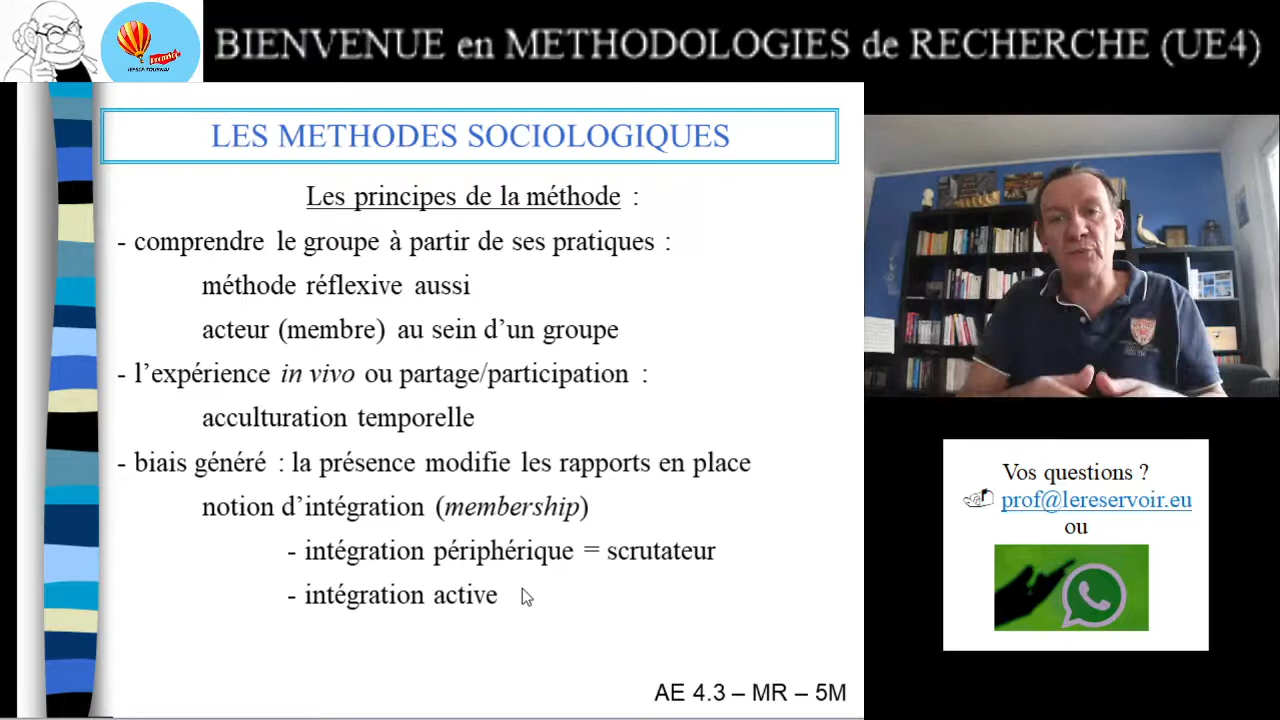 BIENVENUE en METHODOLOGIES de RECHERCHE (UE4)
IEPSCF-TOURNAI
LES METHODES SOCIOLOGIQUES
Les principes de la méthode :
- comprendre le groupe à partir de ses pratiques :
méthode réflexive aussi
acteur (membre) au sein d’un groupe
- l’expérience in vivo ou partage/participation :
acculturation temporelle
- biais généré : la présence modifie les rapports en place
notion d’intégration (membership)
- intégration périphérique = scrutateur
- intégration active
AE 4.3 – MR – 5M
Vos questions ?
prof@lereservoir.eu
ou